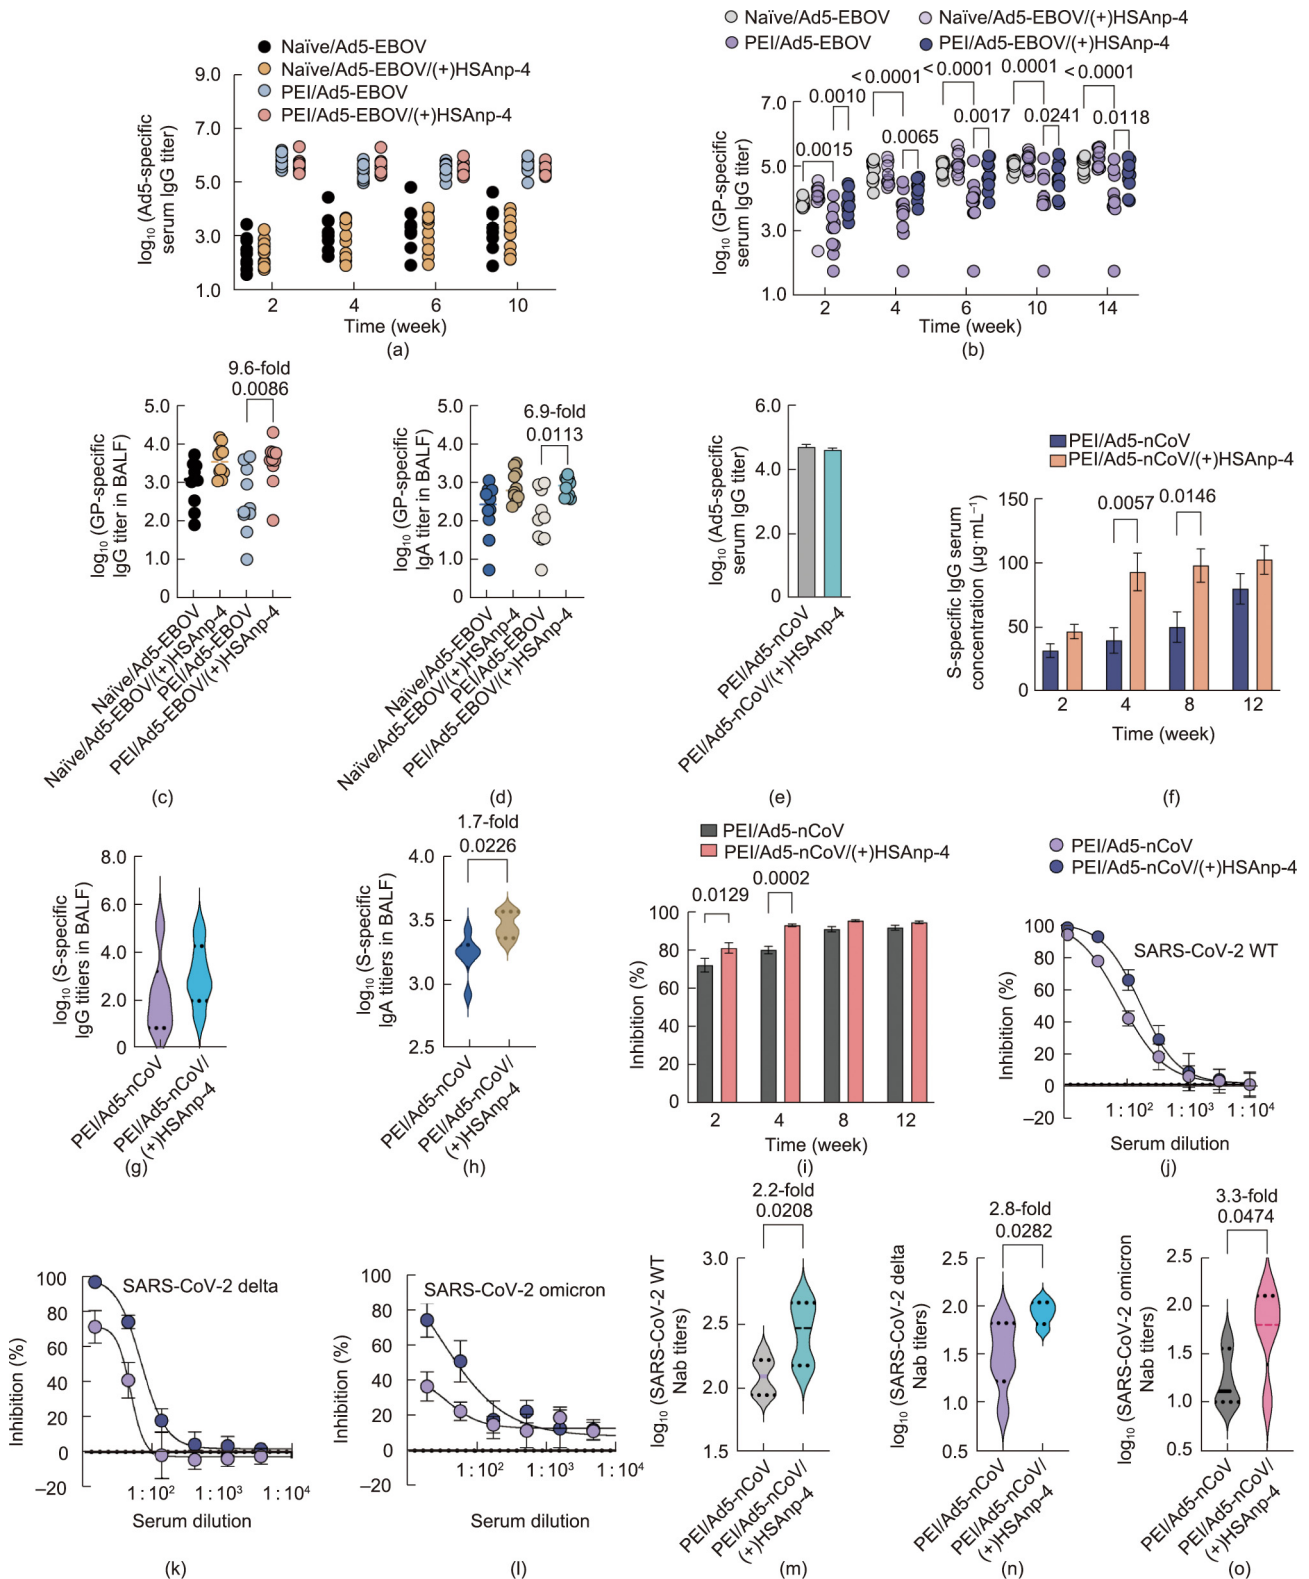 Naïve/Ad5-EBOV
Naïve/Ad5-EBOV/(+)HSAnp-4
PEI/Ad5-EBOV
PEI/Ad5-EBOV/(+)HSAnp-4
log₁₀ (Ad5-specific
serum IgG titer)
9.0
7.0
5.0
3.0
1.0
2 4 6 10
Time (week)
(a)
Naïve/Ad5-EBOV
Naïve/Ad5-EBOV/(+)HSAnp-4
PEI/Ad5-EBOV
PEI/Ad5-EBOV/(+)HSAnp-4
< 0.0001 < 0.0001 0.0001 < 0.0001
0.0010 0.0017 0.0241 0.0118
0.0065
0.0015
log₁₀ (GP-specific
serum IgG titer)
7.0
5.0
3.0
1.0
2 4 6 10 14
Time (week)
(b)
9.6-fold
0.0086
log₁₀ (GP-specific
IgG titer in BALF)
5.0
4.0
3.0
2.0
1.0
0
Naïve/Ad5-EBOV
Naïve/Ad5-EBOV/(+)HSAnp-4
PEI/Ad5-EBOV
PEI/Ad5-EBOV/(+)HSAnp-4
(c)
6.9-fold
0.0113
log₁₀ (GP-specific
IgA titer in BALF)
5.0
4.0
3.0
2.0
1.0
0
Naïve/Ad5-EBOV
Naïve/Ad5-EBOV/(+)HSAnp-4
PEI/Ad5-EBOV
PEI/Ad5-EBOV/(+)HSAnp-4
(d)
log₁₀ (Ad5-specific
serum IgG titer)
6.0
4.0
2.0
0
PEI/Ad5-nCoV
PEI/Ad5-nCoV/(+)HSAnp-4
(e)
PEI/Ad5-nCoV
PEI/Ad5-nCoV/(+)HSAnp-4
0.0057 0.0146
S-specific IgG serum
concentration (μg·mL⁻¹)
150
100
50
0
2 4 8 12
Time (week)
(f)
log₁₀ (S-specific
IgG titiers in BALF)
8.0
6.0
4.0
2.0
0
PEI/Ad5-nCoV
PEI/Ad5-nCoV/
(+)HSAnp-4
(g)
1.7-fold
0.0226
log₁₀ (S-specific
IgA titiers in BALF)
4.0
3.5
3.0
2.5
PEI/Ad5-nCoV
PEI/Ad5-nCoV/
(+)HSAnp-4
(h)
PEI/Ad5-nCoV
PEI/Ad5-nCoV/(+)HSAnp-4
0.0129 0.0002
Inhibition (%)
100
80
60
40
20
0
2 4 8 12
Time (week)
(i)
PEI/Ad5-nCoV
PEI/Ad5-nCoV/(+)HSAnp-4
SARS-CoV-2 WT
Inhibition (%)
100
80
60
40
20
0
–20
1:10² 1:10³ 1:10⁴
Serum dilution
(j)
SARS-CoV-2 delta
Inhibition (%)
100
80
60
40
20
0
–20
1:10² 1:10³ 1:10⁴
Serum dilution
(k)
SARS-CoV-2 omicron
Inhibition (%)
100
80
60
40
20
0
–20
1:10² 1:10³ 1:10⁴
Serum dilution
(l)
2.2-fold
0.0208
log₁₀ (SARS-CoV-2 WT
Nab titers)
3.0
2.5
2.0
1.5
PEI/Ad5-nCoV
PEI/Ad5-nCoV/
(+)HSAnp-4
(m)
2.8-fold
0.0282
log₁₀ (SARS-CoV-2 delta
Nab titers)
2.5
2.0
1.5
1.0
0.5
PEI/Ad5-nCoV
PEI/Ad5-nCoV/
(+)HSAnp-4
(n)
3.3-fold
0.0474
log₁₀ (SARS-CoV-2 omicron
Nab titers)
2.5
2.0
1.5
1.0
0.5
PEI/Ad5-nCoV
PEI/Ad5-nCoV/
(+)HSAnp-4
(o)